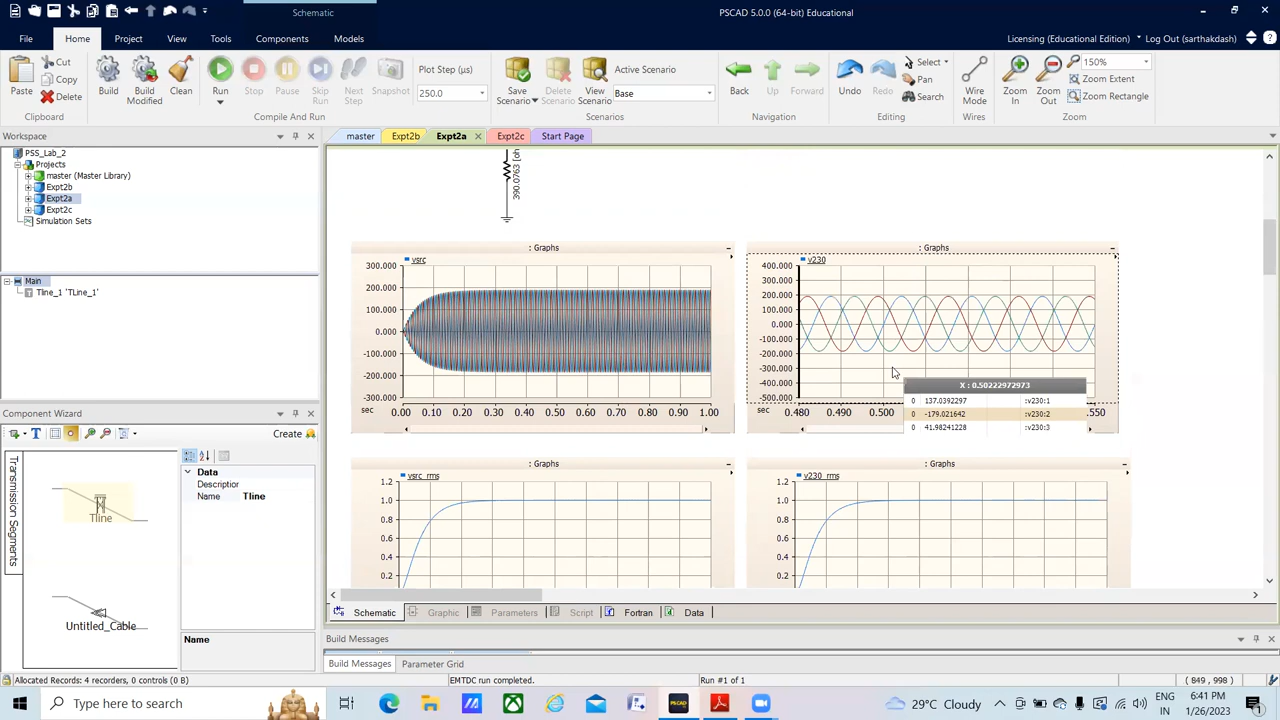 Schematic
PSCAD 5.0.0 (64-bit) Educational
File Home Project View Tools Components Models
Licensing (Educational Edition) Log Out (sarthakdash)
Paste
Cut
Copy
Delete
Build
Build Modified
Clean
Run
Stop
Pause
Skip Run
Next Step
Snapshot
Plot Step (µs)
250.0
Save Scenario
Delete Scenario
View Scenario
Active Scenario
Base
Back
Up
Forward
Undo
Redo
Select
Pan
Search
Wire Mode
Zoom In
Zoom Out
150%
Zoom Extent
Zoom Rectangle
Clipboard
Compile And Run
Scenarios
Navigation
Editing
Wires
Zoom
Workspace
PSS_Lab_2
Projects
master (Master Library)
Expt2b
Expt2a
Expt2c
Simulation Sets
Main
Tline_1 'TLine_1'
master Expt2b Expt2a Expt2c Start Page
390.0763 [oh
: Graphs
vsrc
300.000
200.000
100.000
0.000
-100.000
-200.000
-300.000
sec 0.00 0.10 0.20 0.30 0.40 0.50 0.60 0.70 0.80 0.90 1.00
: Graphs
v230
400.000
300.000
200.000
100.000
0.000
-100.000
-200.000
-300.000
-400.000
-500.000
sec 0.480 0.490 0.500 .550
X : 0.50222972973
0 137.0392297 :v230:1
0 -179.021642 :v230:2
0 41.98241228 :v230:3
: Graphs
vsrc_rms
1.2
1.0
0.8
0.6
0.4
0.2
: Graphs
v230_rms
1.2
1.0
0.8
0.6
0.4
0.2
Component Wizard
Create
Transmission Segments
Tline
Untitled_Cable
Data
Descriptior
Name Tline
Name
Schematic Graphic Parameters Script Fortran Data
Build Messages
Build Messages Parameter Grid
Allocated Records: 4 recorders, 0 controls (0 B)
EMTDC run completed.
Run #1 of 1
( 849 , 998 )
Type here to search
29°C Cloudy
ENG
IN
6:41 PM
1/26/2023
1